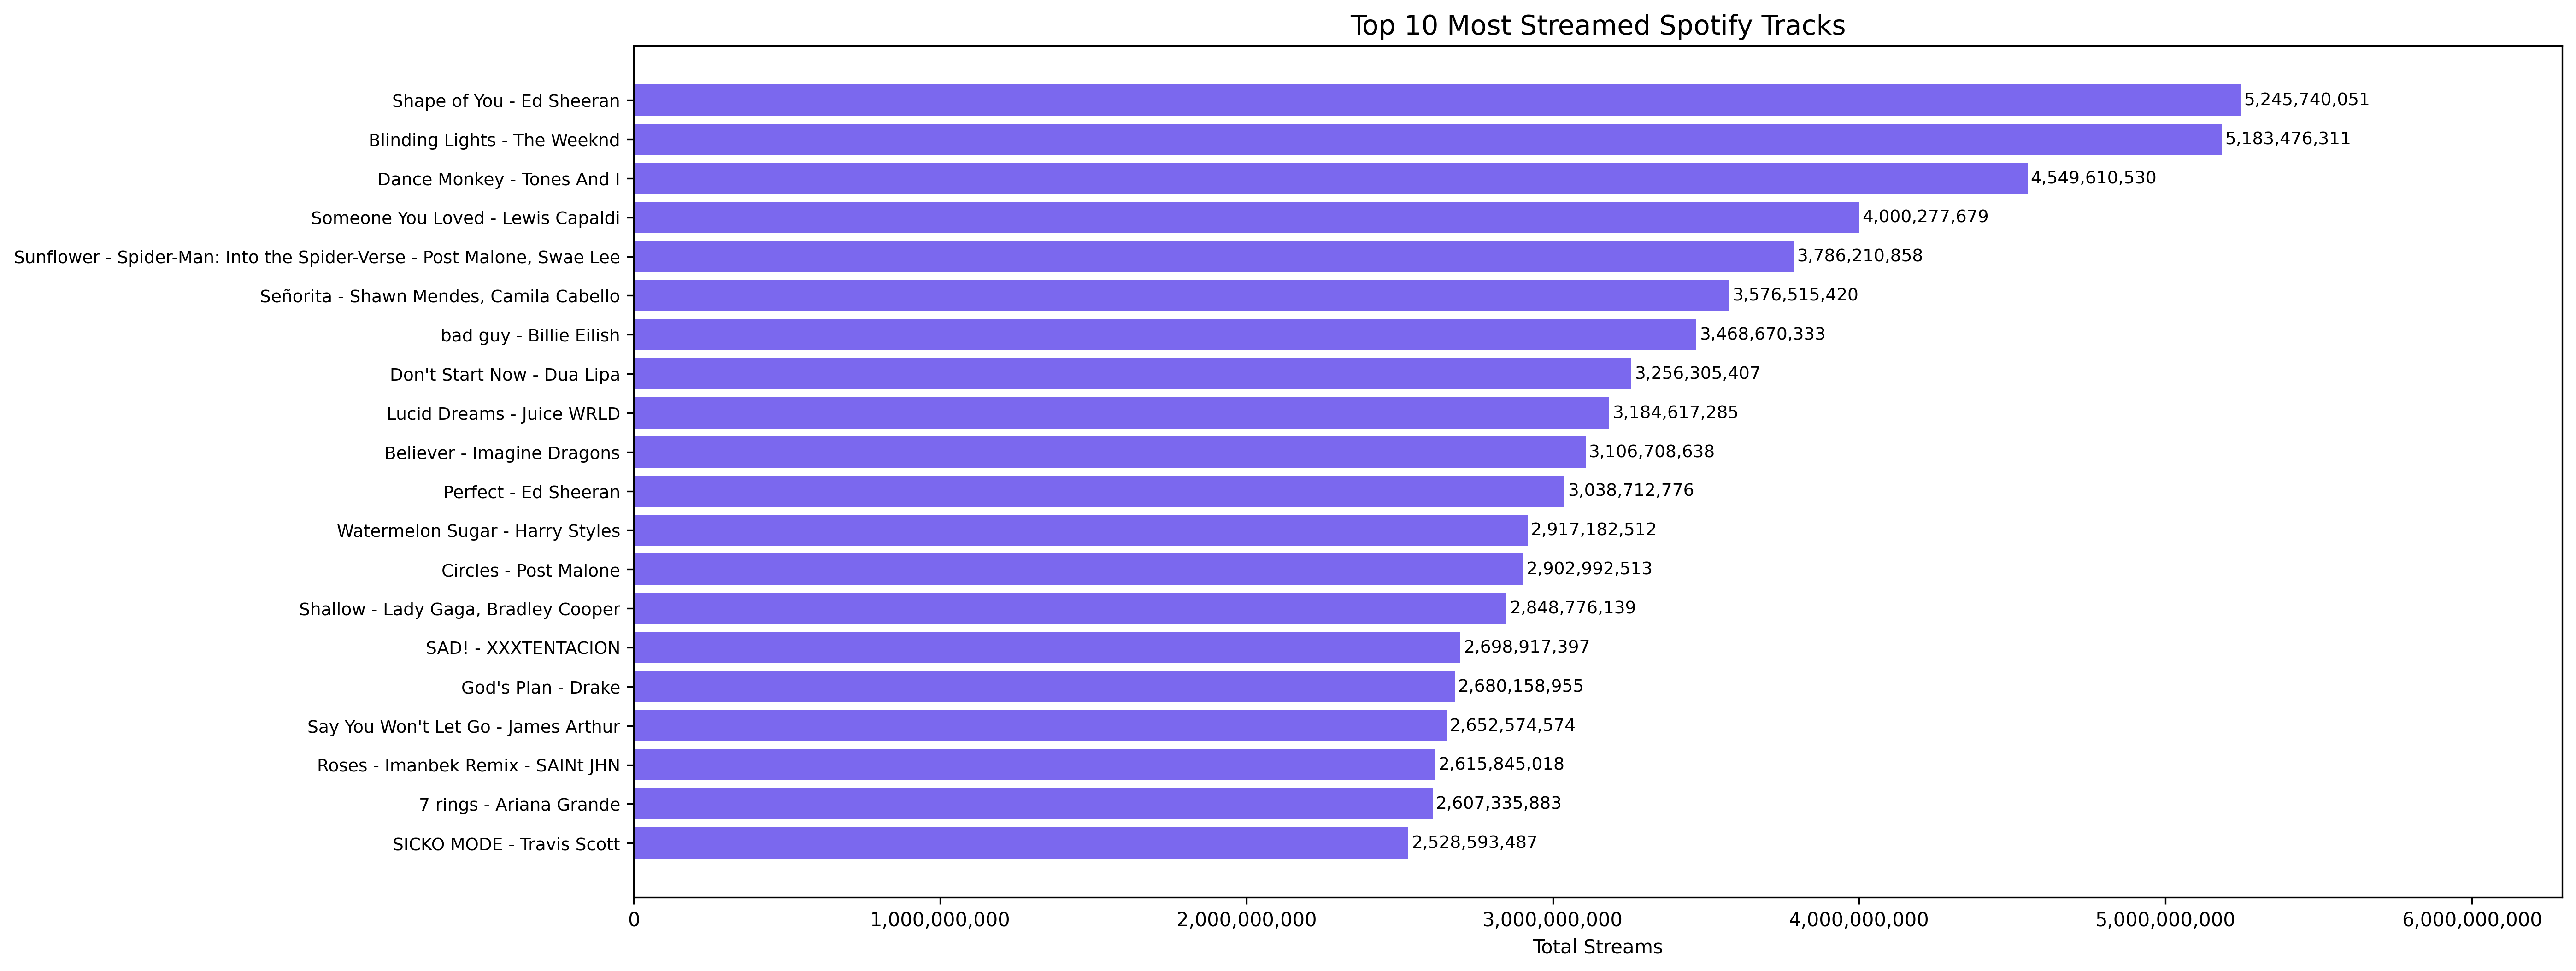 Top 10 Most Streamed Spotify Tracks
Shape of You - Ed Sheeran 5,245,740,051
Blinding Lights - The Weeknd 5,183,476,311
Dance Monkey - Tones And I 4,549,610,530
Someone You Loved - Lewis Capaldi 4,000,277,679
Sunflower - Spider-Man: Into the Spider-Verse - Post Malone, Swae Lee 3,786,210,858
Señorita - Shawn Mendes, Camila Cabello 3,576,515,420
bad guy - Billie Eilish 3,468,670,333
Don't Start Now - Dua Lipa 3,256,305,407
Lucid Dreams - Juice WRLD 3,184,617,285
Believer - Imagine Dragons 3,106,708,638
Perfect - Ed Sheeran 3,038,712,776
Watermelon Sugar - Harry Styles 2,917,182,512
Circles - Post Malone 2,902,992,513
Shallow - Lady Gaga, Bradley Cooper 2,848,776,139
SAD! - XXXTENTACION 2,698,917,397
God's Plan - Drake 2,680,158,955
Say You Won't Let Go - James Arthur 2,652,574,574
Roses - Imanbek Remix - SAINt JHN 2,615,845,018
7 rings - Ariana Grande 2,607,335,883
SICKO MODE - Travis Scott 2,528,593,487
0 1,000,000,000 2,000,000,000 3,000,000,000 4,000,000,000 5,000,000,000 6,000,000,000
Total Streams